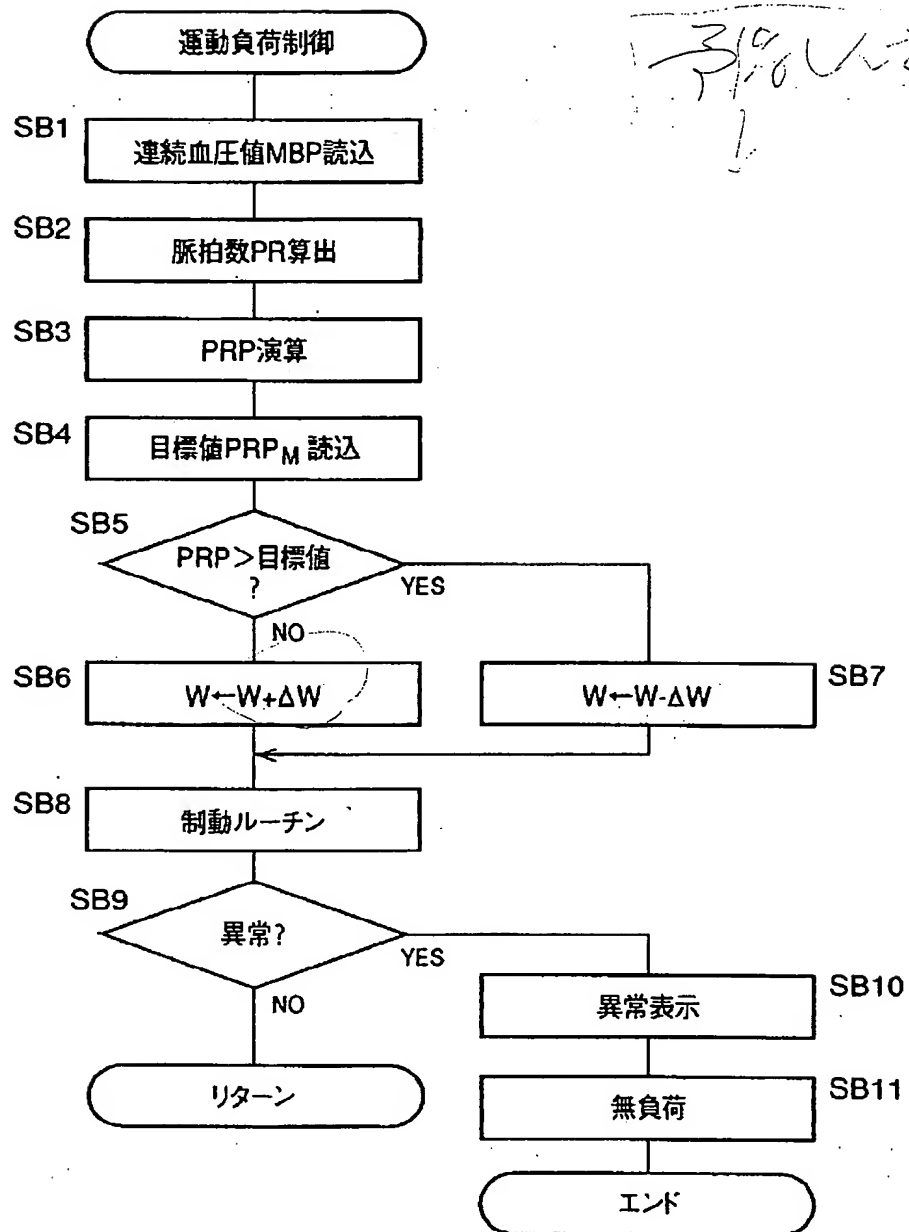 運動負荷制御
SB1
連続血圧値MBP読込
SB2
脈拍数PR算出
SB3
PRP演算
SB4
目標値PRPM 読込
SB5
PRP>目標値
?
YES
NO
SB6
W←W+ΔW
W←W-ΔW
SB7
SB8
制動ルーチン
SB9
異常?
YES
NO
異常表示
SB10
リターン
無負荷
SB11
エンド